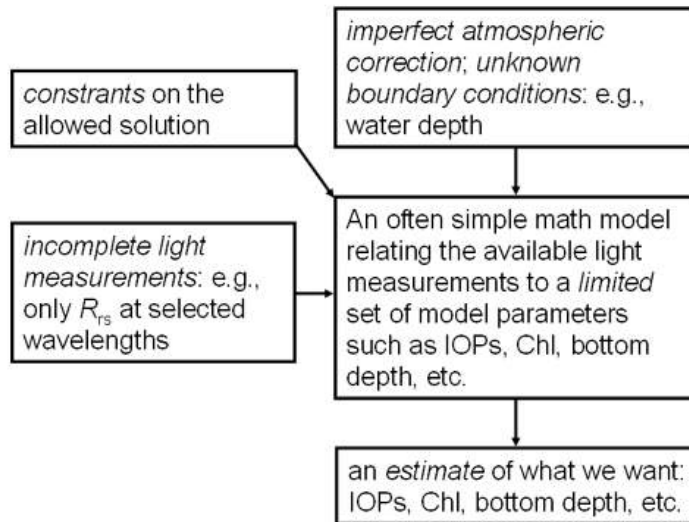 imperfect atmospheric
correction; unknown
boundary conditions: e.g.,
water depth
constrants on the
allowed solution
incomplete light
measurements: e.g.,
only Rrs at selected
wavelengths
An often simple math model
relating the available light
measurements to a limited
set of model parameters
such as IOPs, Chl, bottom
depth, etc.
an estimate of what we want:
IOPs, Chl, bottom depth, etc.